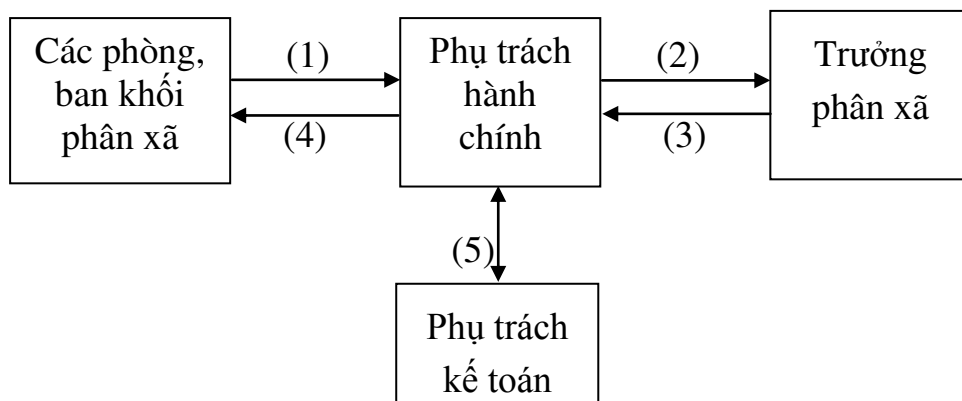 Các phòng,
ban khối
phân xã
(1)
(4)
Phụ trách
hành
chính
(2)
(3)
Trưởng
phân xã
(5)
Phụ trách
kế toán